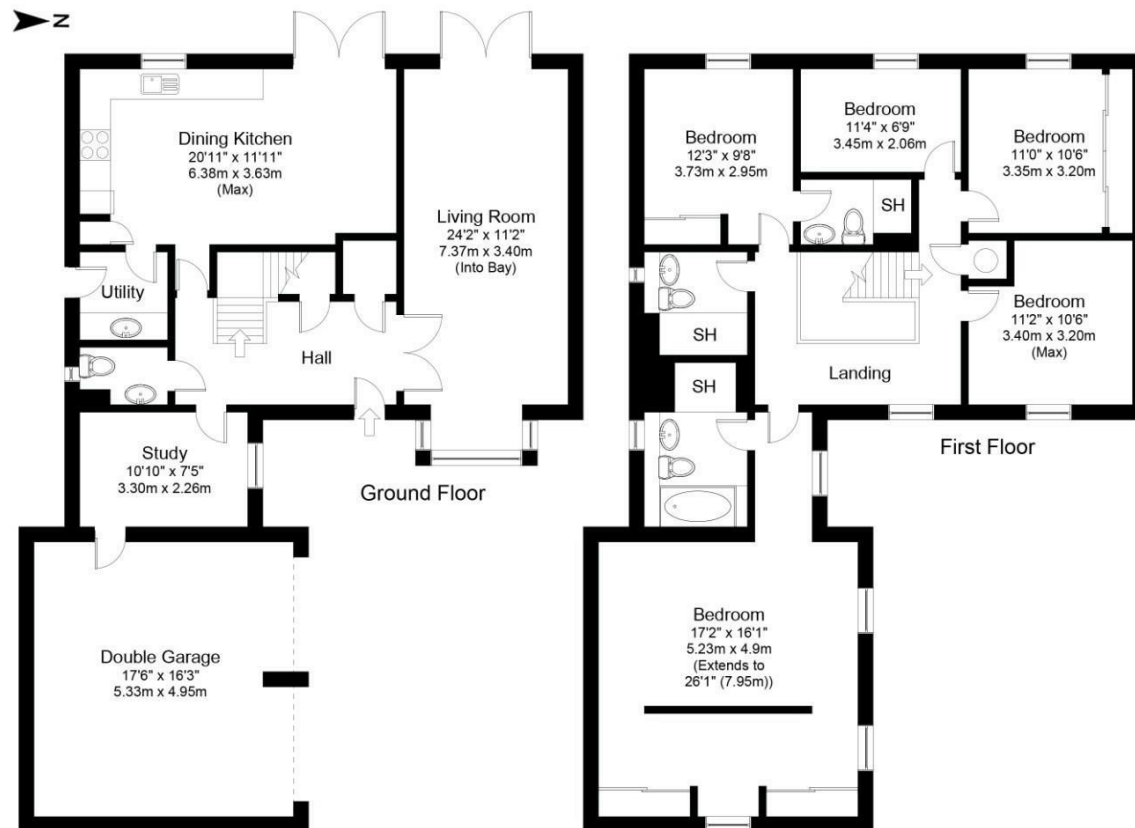 N
Dining Kitchen
20'11" x 11'11"
6.38m x 3.63m
(Max)
Living Room
24'2" x 11'2"
7.37m x 3.40m
(Into Bay)
Utility
Hall
Study
10'10" x 7'5"
3.30m x 2.26m
Ground Floor
Double Garage
17'6" x 16'3"
5.33m x 4.95m
Bedroom
12'3" x 9'8"
3.73m x 2.95m
Bedroom
11'4" x 6'9"
3.45m x 2.06m
Bedroom
11'0" x 10'6"
3.35m x 3.20m
SH
SH
SH
Bedroom
11'2" x 10'6"
3.40m x 3.20m
(Max)
Landing
First Floor
Bedroom
17'2" x 16'1"
5.23m x 4.9m
(Extends to
26'1" (7.95m))